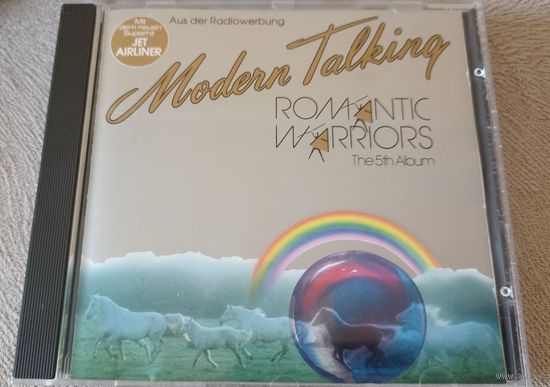 Mit
dem neuen
Superhit
JET
AIRLINER
Aus der Radiowerbung
Modern Talking
ROMANTIC
WARRIORS
The 5th Album